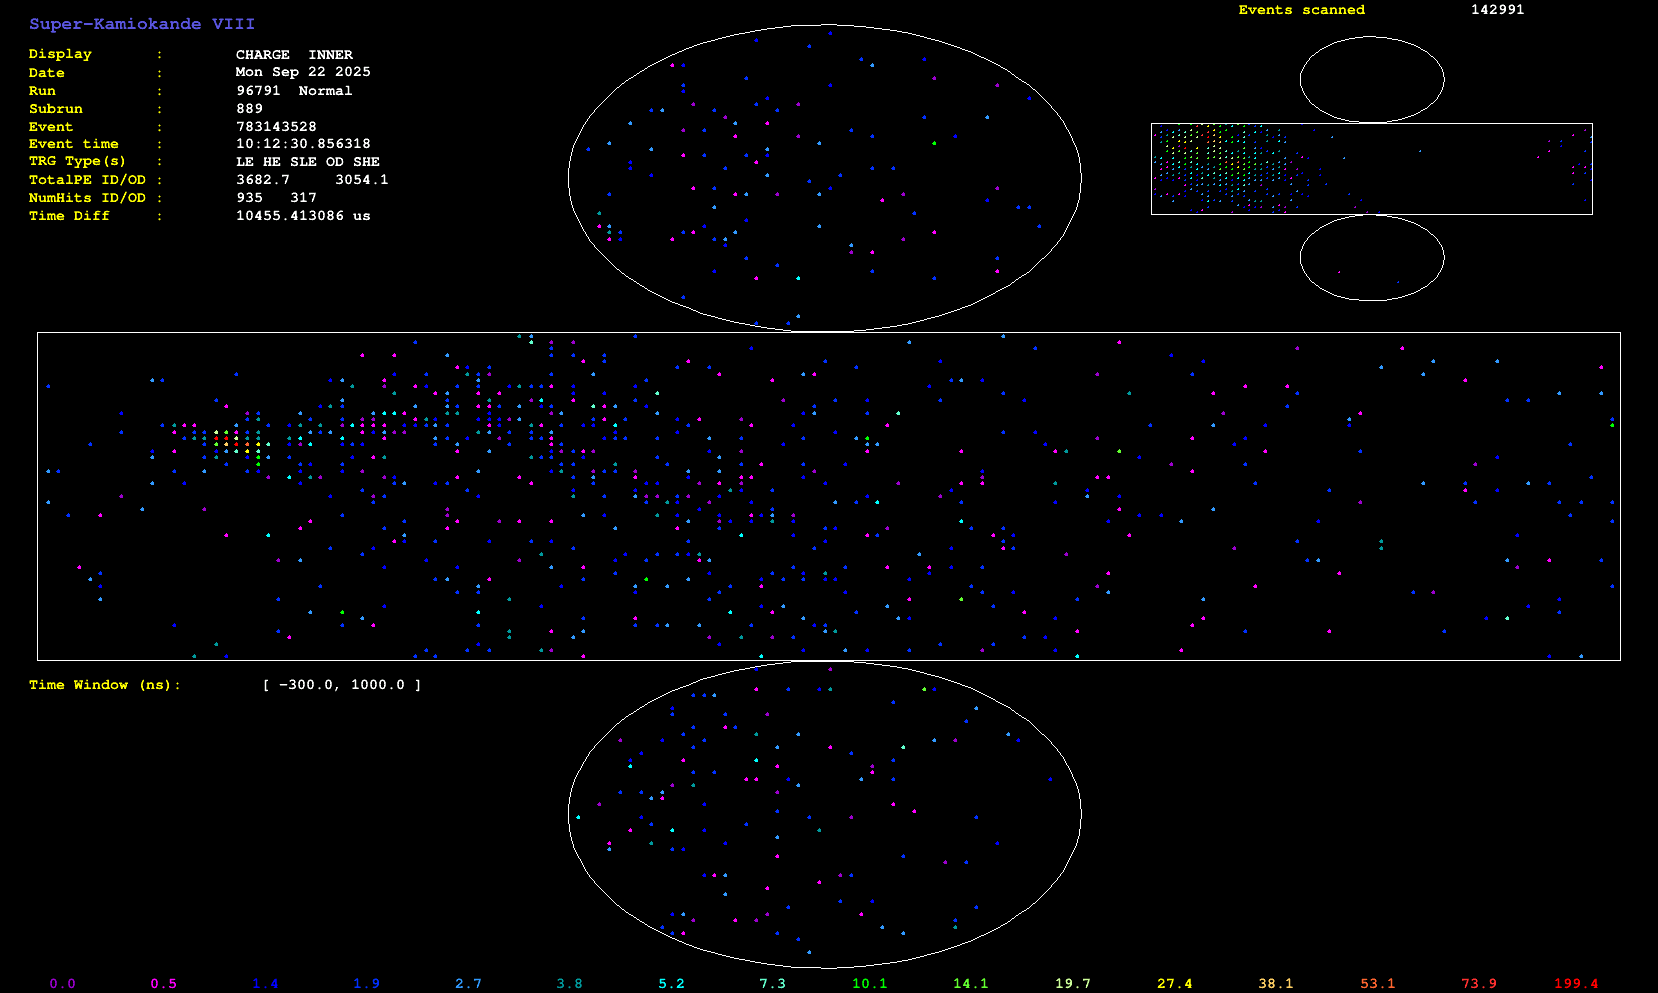 Super-Kamiokande VIII
Events scanned 142991
Display : CHARGE INNER
Date : Mon Sep 22 2025
Run : 96791 Normal
Subrun : 889
Event : 783143528
Event time : 10:12:30.856318
TRG Type(s) : LE HE SLE OD SHE
TotalPE ID/OD : 3682.7 3054.1
NumHits ID/OD : 935 317
Time Diff : 10455.413086 us
Time Window (ns): [ -300.0, 1000.0 ]
0.0 0.5 1.4 1.9 2.7 3.8 5.2 7.3 10.1 14.1 19.7 27.4 38.1 53.1 73.9 199.4